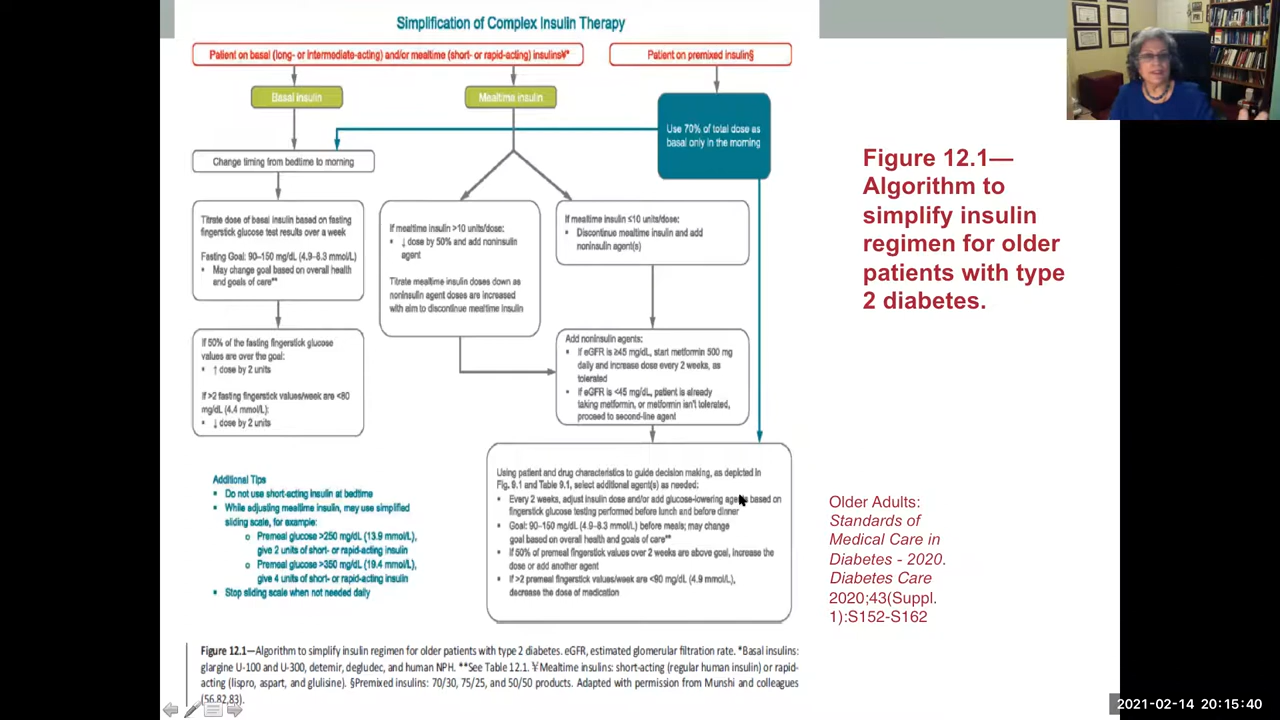 Simplification of Complex Insulin Therapy
Patient on basal (long- or intermediate-acting) and/or mealtime (short- or rapid-acting) insulins¥*
Patient on premixed insulin§
Basal insulin
Mealtime insulin
Use 70% of total dose as
basal only in the morning
Change timing from bedtime to morning
Titrate dose of basal insulin based on fasting
fingerstick glucose test results over a week
Fasting Goal: 90–150 mg/dL (4.9–8.3 mmol/L)
• May change goal based on overall health
and goals of care**
If 50% of the fasting fingerstick glucose
values are over the goal:
• ↑ dose by 2 units
If >2 fasting fingerstick values/week are <80
mg/dL (4.4 mmol/L):
• ↓ dose by 2 units
If mealtime insulin >10 units/dose:
• ↓ dose by 50% and add noninsulin
agent
Titrate mealtime insulin doses down as
noninsulin agent doses are increased
with aim to discontinue mealtime insulin
If mealtime insulin ≤10 units/dose:
• Discontinue mealtime insulin and add
noninsulin agent(s)
Add noninsulin agents:
• If eGFR is ≥45 mg/dL, start metformin 500 mg
daily and increase dose every 2 weeks, as
tolerated
• If eGFR is <45 mg/dL, patient is already
taking metformin, or metformin isn't tolerated,
proceed to second-line agent
Using patient and drug characteristics to guide decision making, as depicted in
Fig. 9.1 and Table 9.1, select additional agent(s) as needed:
• Every 2 weeks, adjust insulin dose and/or add glucose-lowering agents based on
fingerstick glucose testing performed before lunch and before dinner
• Goal: 90–150 mg/dL (4.9–8.3 mmol/L) before meals; may change
goal based on overall health and goals of care**
• If 50% of premeal fingerstick values over 2 weeks are above goal, increase the
dose or add another agent
• If >2 premeal fingerstick values/week are <90 mg/dL (4.9 mmol/L),
decrease the dose of medication
Additional Tips
• Do not use short-acting insulin at bedtime
• While adjusting mealtime insulin, may use simplified
sliding scale, for example:
o Premeal glucose >250 mg/dL (13.9 mmol/L),
give 2 units of short- or rapid-acting insulin
o Premeal glucose >350 mg/dL (19.4 mmol/L),
give 4 units of short- or rapid-acting insulin
• Stop sliding scale when not needed daily
Figure 12.1—Algorithm to simplify insulin regimen for older patients with type 2 diabetes. eGFR, estimated glomerular filtration rate. *Basal insulins:
glargine U-100 and U-300, detemir, degludec, and human NPH. **See Table 12.1. ¥Mealtime insulins: short-acting (regular human insulin) or rapid-
acting (lispro, aspart, and glulisine). §Premixed insulins: 70/30, 75/25, and 50/50 products. Adapted with permission from Munshi and colleagues
(56,82,83).
Figure 12.1—
Algorithm to
simplify insulin
regimen for older
patients with type
2 diabetes.
Older Adults:
Standards of
Medical Care in
Diabetes - 2020.
Diabetes Care
2020;43(Suppl.
1):S152-S162
2021-02-14 20:15:40